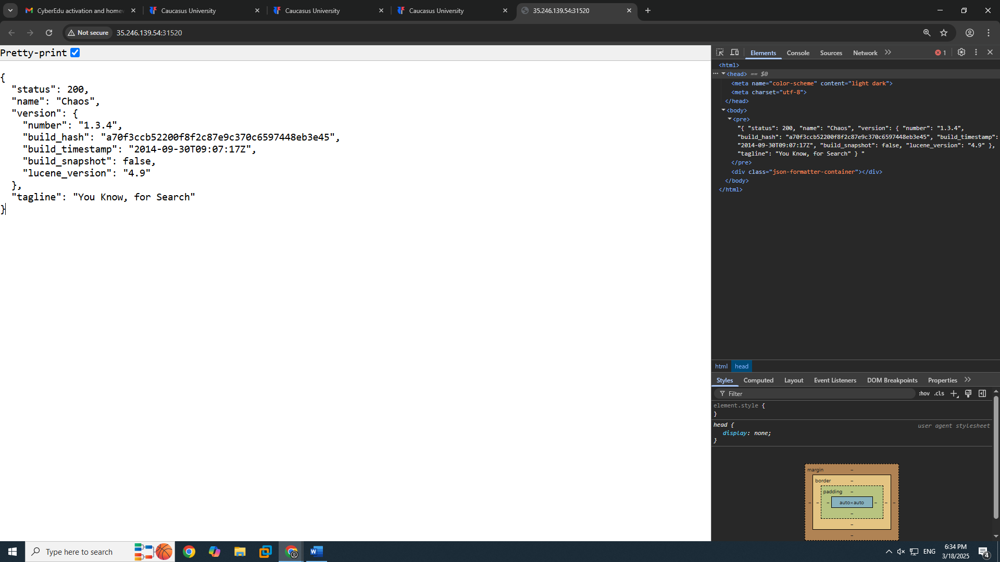 CyberEdu activation and homew
Caucasus University
Caucasus University
Caucasus University
35.246.139.54:31520
Not secure
35.246.139.54:31520
Pretty-print
{
"status": 200,
"name": "Chaos",
"version": {
"number": "1.3.4",
"build_hash": "a70f3ccb52200f8f2c87e9c370c6597448eb3e45",
"build_timestamp": "2014-09-30T09:07:17Z",
"build_snapshot": false,
"lucene_version": "4.9"
},
"tagline": "You Know, for Search"
}
Elements Console Sources Network 1
<html>
<head> == $0
<meta name="color-scheme" content="light dark">
<meta charset="utf-8">
</head>
<body>
<pre>
"{ "status": 200, "name": "Chaos", "version": { "number": "1.3.4",
"build_hash": "a70f3ccb52200f8f2c87e9c370c6597448eb3e45", "build_timestamp":
"2014-09-30T09:07:17Z", "build_snapshot": false, "lucene_version": "4.9" },
"tagline": "You Know, for Search" } "
</pre>
<div class="json-formatter-container"></div>
</body>
</html>
html head
Styles Computed Layout Event Listeners DOM Breakpoints Properties
Filter :hov .cls
element.style {
}
head { user agent stylesheet
display: none;
}
margin –
border –
padding –
– – – auto×auto – – –
–
–
–
Type here to search
ENG
6:34 PM
3/18/2025
4